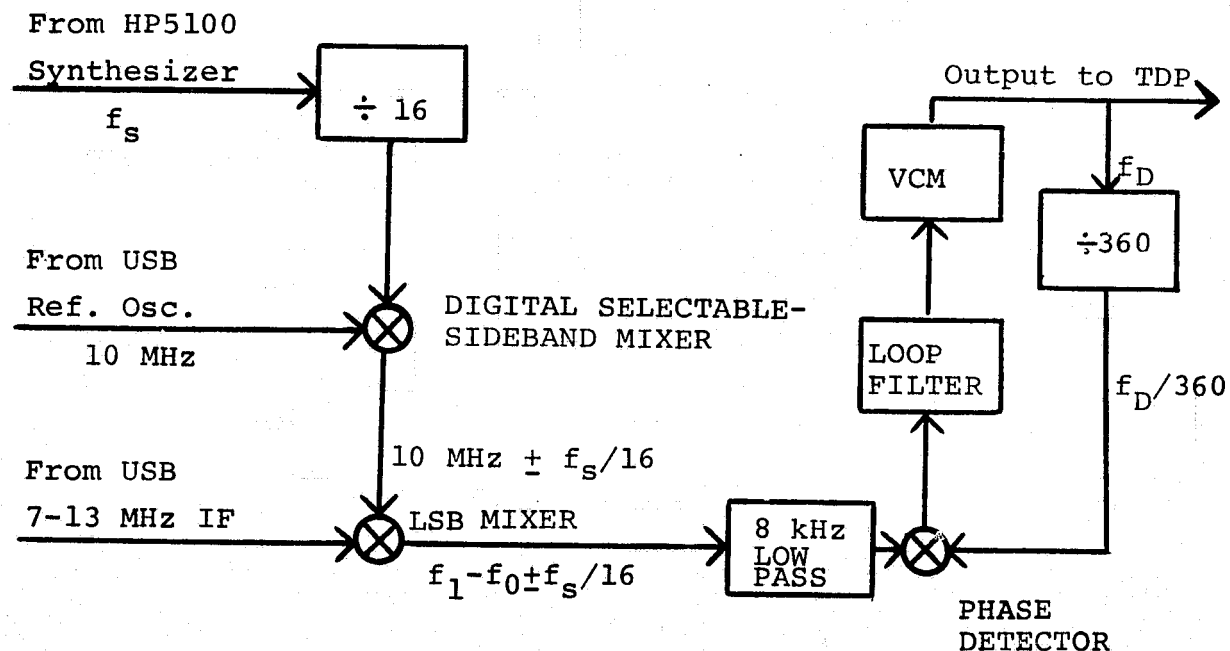 From HP5100
Synthesizer
f_s
÷ 16
Output to TDP
VCM
f_D
÷360
From USB
Ref. Osc.
10 MHz
DIGITAL SELECTABLE-
SIDEBAND MIXER
LOOP
FILTER
f_D/360
10 MHz ± f_s/16
From USB
7-13 MHz IF
LSB MIXER
f_1-f_0±f_s/16
8 kHz
LOW
PASS
PHASE
DETECTOR